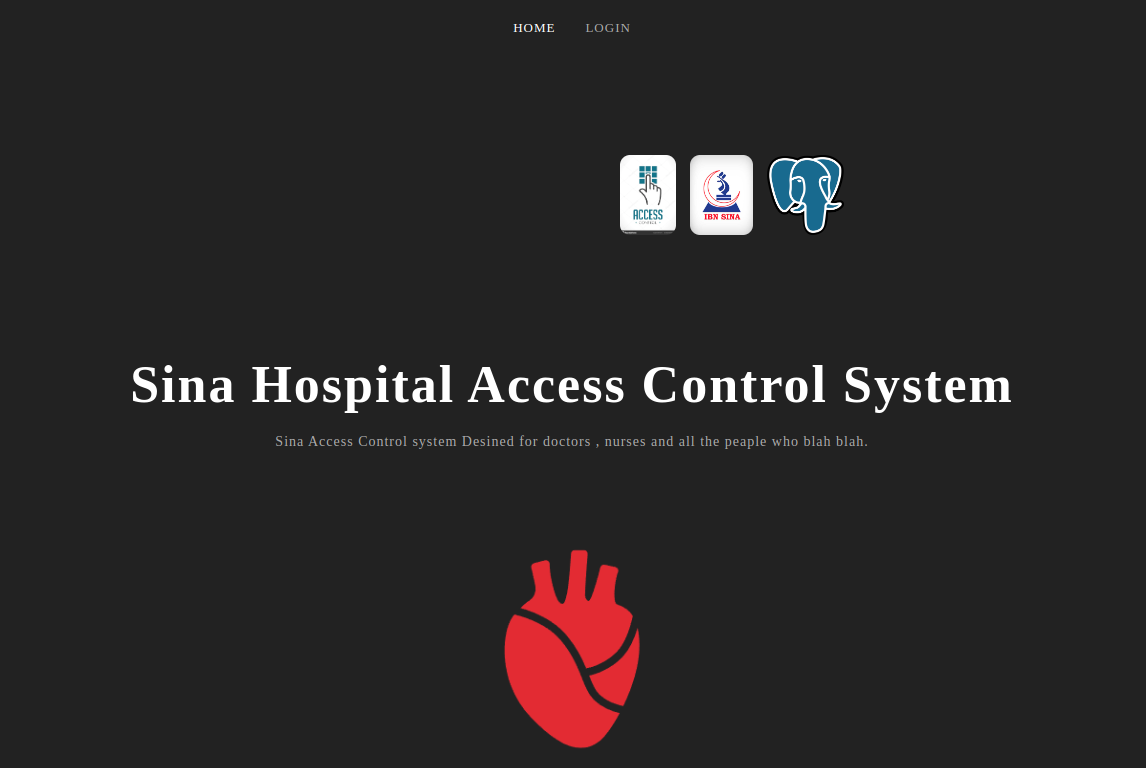 HOME LOGIN
ACCESS
IBN SINA
Sina Hospital Access Control System
Sina Access Control system Desined for doctors , nurses and all the peaple who blah blah.